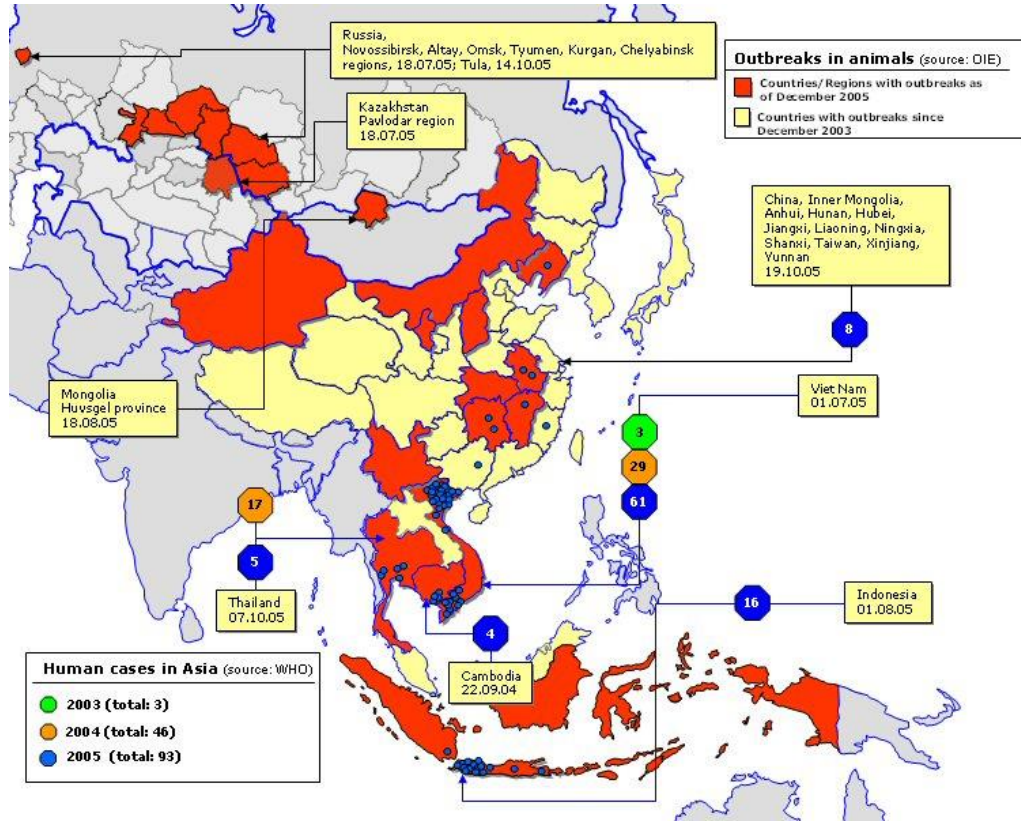 Russia,
Novossibirsk, Altay, Omsk, Tyumen, Kurgan, Chelyabinsk
regions, 18.07.05; Tula, 14.10.05
Outbreaks in animals (source: OIE)
Countries/Regions with outbreaks as
of December 2005
Countries with outbreaks since
December 2003
Kazakhstan
Pavlodar region
18.07.05
China, Inner Mongolia,
Anhui, Hunan, Hubei,
Jiangxi, Liaoning, Ningxia,
Shanxi, Taiwan, Xinjiang,
Yunnan
19.10.05
8
Mongolia
Huvsgel province
18.08.05
Viet Nam
01.07.05
3
29
61
17
5
Thailand
07.10.05
4
Cambodia
22.09.04
16
Indonesia
01.08.05
Human cases in Asia (source: WHO)
2003 (total: 3)
2004 (total: 46)
2005 (total: 93)